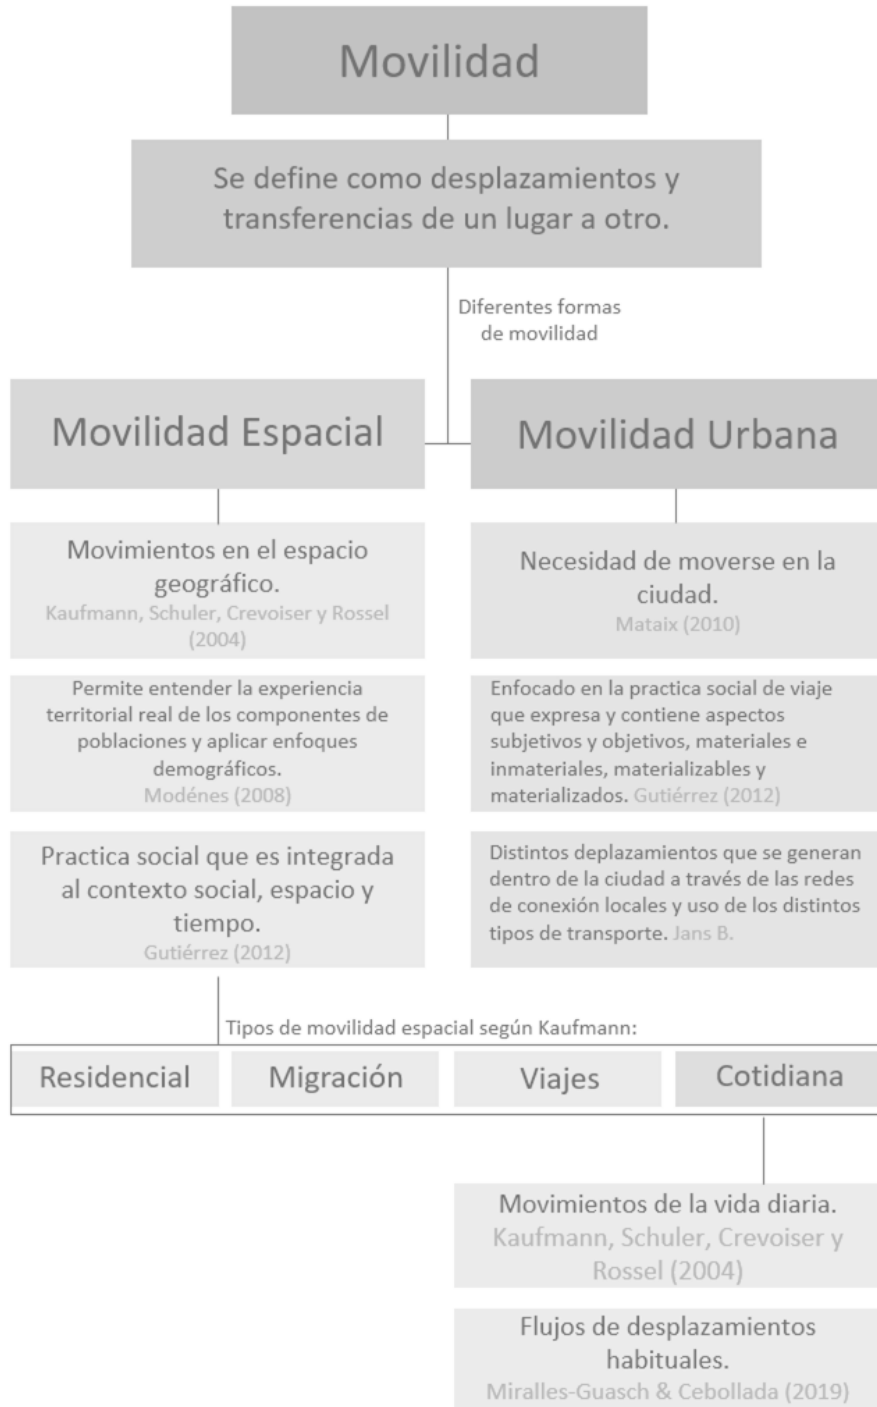 Movilidad
Se define como desplazamientos y
transferencias de un lugar a otro.
Diferentes formas
de movilidad
Movilidad Espacial
Movimientos en el espacio
geográfico.
Kaufmann, Schuler, Crevoiser y Rossel
(2004)
Permite entender la experiencia
territorial real de los componentes de
poblaciones y aplicar enfoques
demográficos.
Modénes (2008)
Practica social que es integrada
al contexto social, espacio y
tiempo.
Gutiérrez (2012)
Movilidad Urbana
Necesidad de moverse en la
ciudad.
Mataix (2010)
Enfocado en la practica social de viaje
que expresa y contiene aspectos
subjetivos y objetivos, materiales e
inmateriales, materializables y
materializados. Gutiérrez (2012)
Distintos deplazamientos que se generan
dentro de la ciudad a través de las redes
de conexión locales y uso de los distintos
tipos de transporte. Jans B.
Tipos de movilidad espacial según Kaufmann:
Residencial
Migración
Viajes
Cotidiana
Movimientos de la vida diaria.
Kaufmann, Schuler, Crevoiser y
Rossel (2004)
Flujos de desplazamientos
habituales.
Miralles-Guasch & Cebollada (2019)